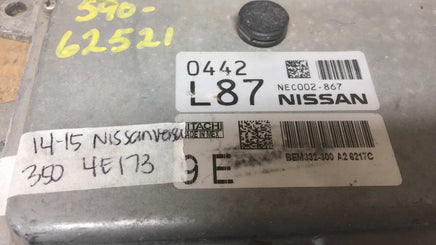 590-
62521
0442
NEC002-867
L87 NISSAN
14-15 Nissan versa
350 4E173
HITACHI
9 E
BEM332-300 A2 6217C